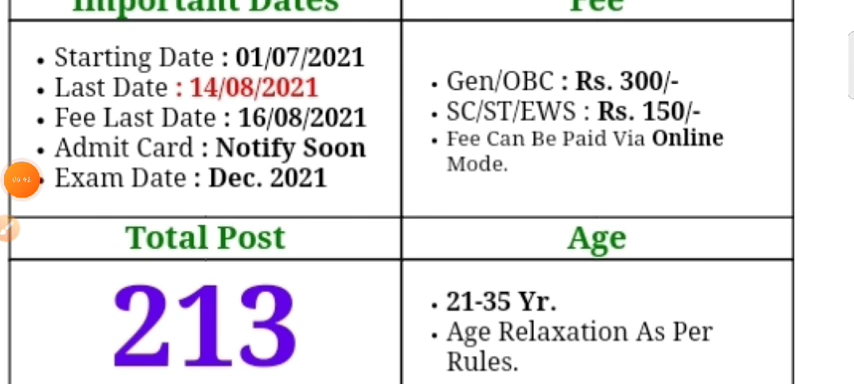 Important Dates
Fee
• Starting Date : 01/07/2021
• Last Date : 14/08/2021
• Fee Last Date : 16/08/2021
• Admit Card : Notify Soon
• Exam Date : Dec. 2021
• Gen/OBC : Rs. 300/-
• SC/ST/EWS : Rs. 150/-
• Fee Can Be Paid Via Online
Mode.
Total Post
Age
213
• 21-35 Yr.
• Age Relaxation As Per
Rules.